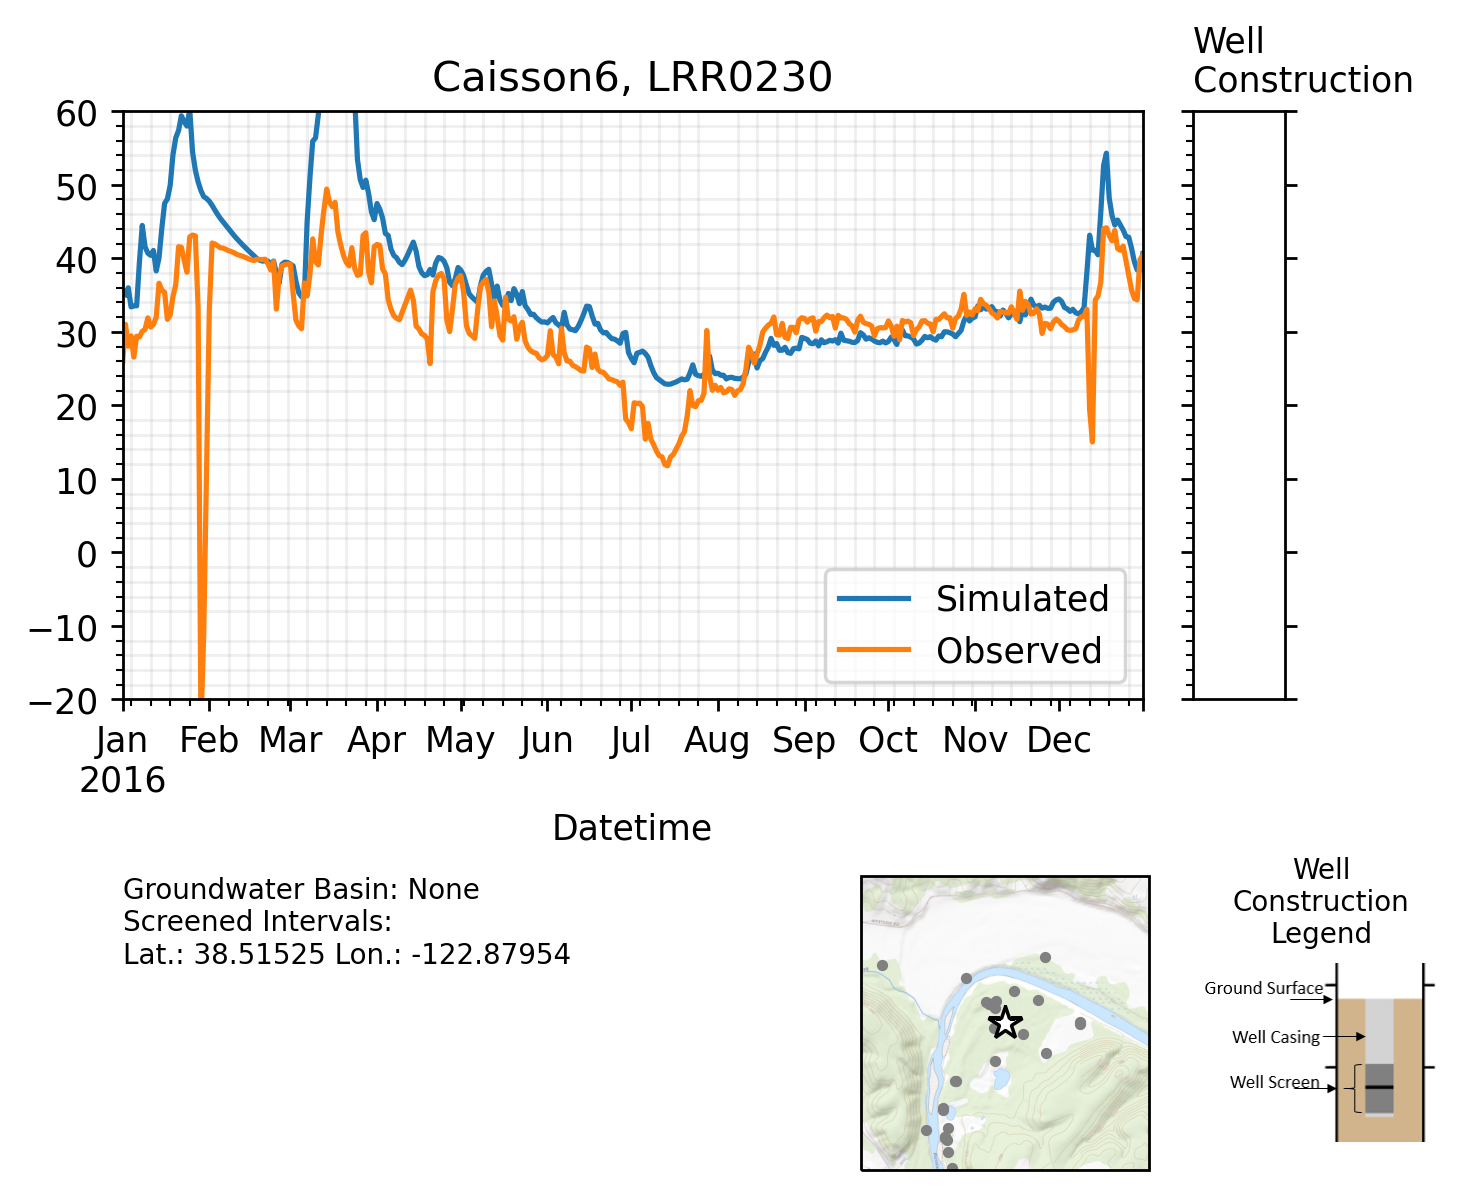 Well
Construction
Caisson6, LRR0230
60
50
40
30
20
10
0
−10
−20
Simulated
Observed
Jan Feb Mar Apr May Jun Jul Aug Sep Oct Nov Dec
2016
Datetime
Groundwater Basin: None
Screened Intervals:
Lat.: 38.51525 Lon.: -122.87954
Well
Construction
Legend
Ground Surface
Well Casing
Well Screen